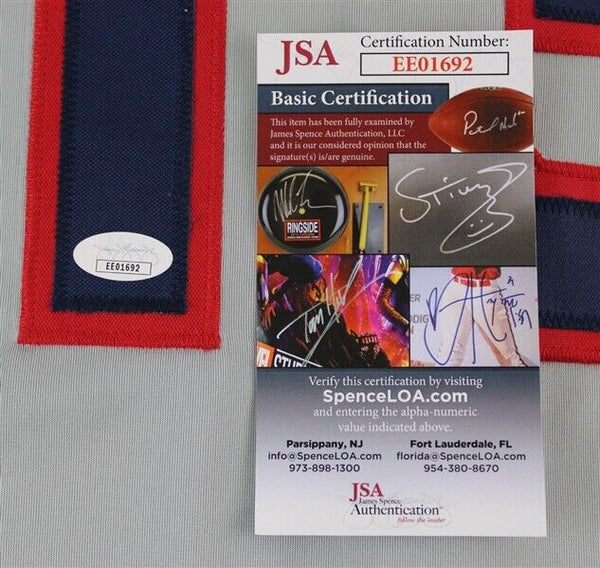 JSA
Certification Number:
EE01692
Basic Certification
This item has been fully examined by
James Spence Authentication, LLC
and it is our considered opinion that the
signature(s) is/are genuine.
RINGSIDE
EE01692
Verify this certification by visiting
SpenceLOA.com
and entering the alpha-numeric
value indicated above.
Parsippany, NJ
info@SpenceLOA.com
973-898-1300
Fort Lauderdale, FL
florida@SpenceLOA.com
954-380-8670
JSA
James Spence
Authentication™
follow the leader